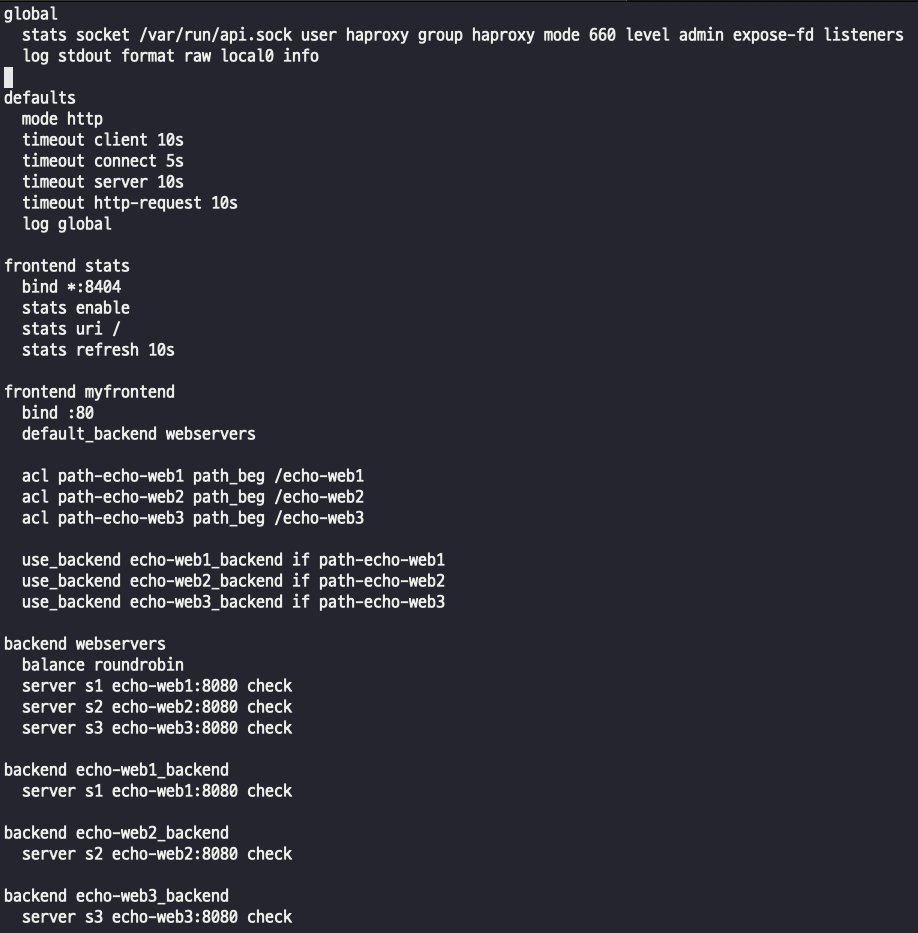 global
  stats socket /var/run/api.sock user haproxy group haproxy mode 660 level admin expose-fd listeners
  log stdout format raw local0 info

defaults
  mode http
  timeout client 10s
  timeout connect 5s
  timeout server 10s
  timeout http-request 10s
  log global

frontend stats
  bind *:8404
  stats enable
  stats uri /
  stats refresh 10s

frontend myfrontend
  bind :80
  default_backend webservers

  acl path-echo-web1 path_beg /echo-web1
  acl path-echo-web2 path_beg /echo-web2
  acl path-echo-web3 path_beg /echo-web3

  use_backend echo-web1_backend if path-echo-web1
  use_backend echo-web2_backend if path-echo-web2
  use_backend echo-web3_backend if path-echo-web3

backend webservers
  balance roundrobin
  server s1 echo-web1:8080 check
  server s2 echo-web2:8080 check
  server s3 echo-web3:8080 check

backend echo-web1_backend
  server s1 echo-web1:8080 check

backend echo-web2_backend
  server s2 echo-web2:8080 check

backend echo-web3_backend
  server s3 echo-web3:8080 check